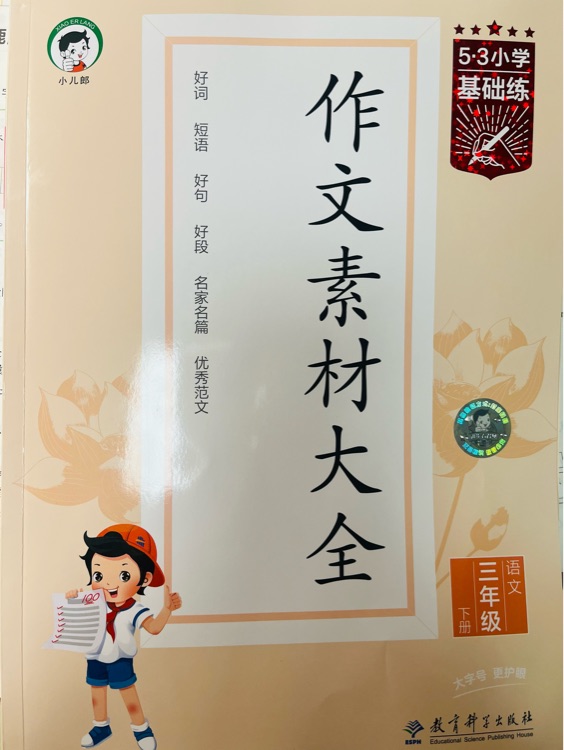 XIAO ER LANG
小儿郎
5·3小学
基础练
作文素材大全
好词 短语 好句 好段 名家名篇 优秀范文
100
语文
三年级
下册
大字号 更护眼
教育科学出版社
ESPH
Educational Science Publishing House